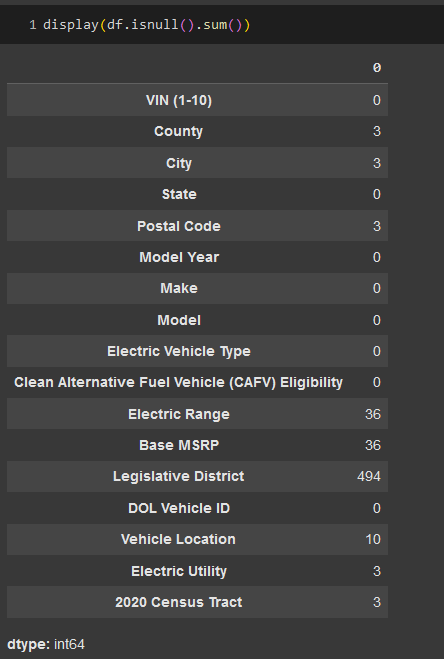 1 display(df.isnull().sum())
0
VIN (1-10) 0
County 3
City 3
State 0
Postal Code 3
Model Year 0
Make 0
Model 0
Electric Vehicle Type 0
Clean Alternative Fuel Vehicle (CAFV) Eligibility 0
Electric Range 36
Base MSRP 36
Legislative District 494
DOL Vehicle ID 0
Vehicle Location 10
Electric Utility 3
2020 Census Tract 3
dtype: int64